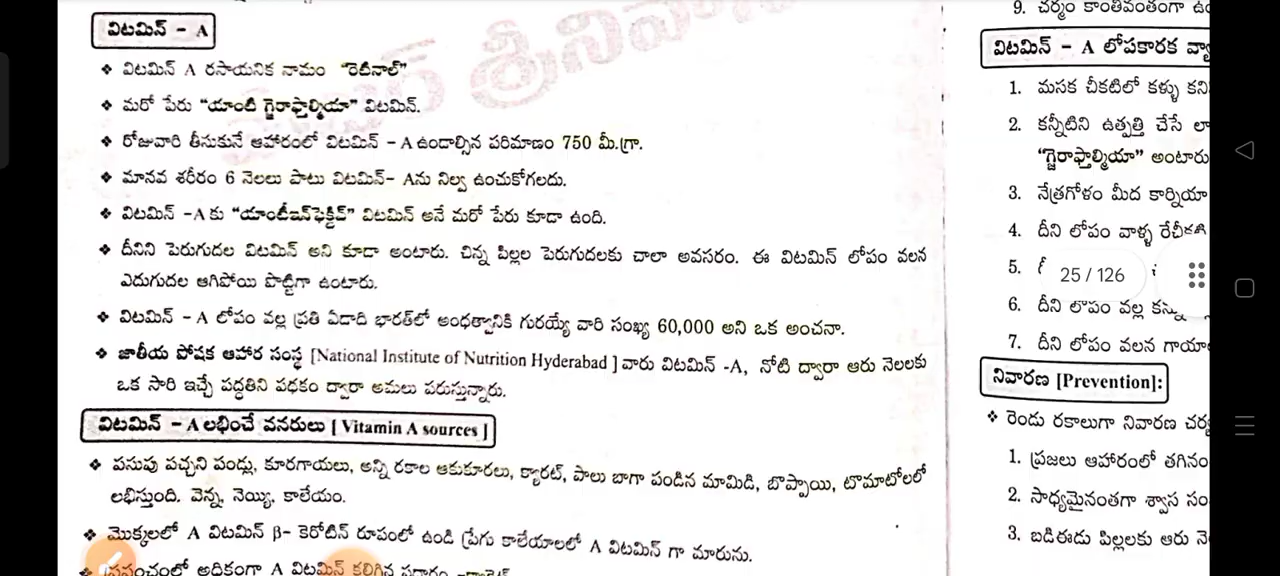 విటమిన్ - A
❖ విటమిన్ A రసాయనిక నామం "రెటినాల్"
❖ మరో పేరు "యాంటి గ్జిరాఫ్తాల్మియా" విటమిన్.
❖ రోజువారి తీసుకునే ఆహారంలో విటమిన్ - A ఉండాల్సిన పరిమాణం 750 మీ.గ్రా.
❖ మానవ శరీరం 6 నెలలు పాటు విటమిన్- Aను నిల్వ ఉంచుకోగలదు.
❖ విటమిన్ -A కు "యాంటీఇన్‌ఫెక్టివ్" విటమిన్ అనే మరో పేరు కూడా ఉంది.
❖ దీనిని పెరుగుదల విటమిన్ అని కూడా అంటారు. చిన్న పిల్లల పెరుగుదలకు చాలా అవసరం. ఈ విటమిన్ లోపం వలన
ఎదుగుదల ఆగిపోయి పొట్టిగా ఉంటారు.
❖ విటమిన్ - A లోపం వల్ల ప్రతి ఏడాది భారత్‌లో అంధత్వానికి గురయ్యే వారి సంఖ్య 60,000 అని ఒక అంచనా.
❖ జాతీయ పోషక ఆహార సంస్థ [National Institute of Nutrition Hyderabad ] వారు విటమిన్ -A, నోటి ద్వారా ఆరు నెలలకు
ఒక సారి ఇచ్చే పద్ధతిని పథకం ద్వారా అమలు పరుస్తున్నారు.
విటమిన్ - A లభించే వనరులు [ Vitamin A sources ]
❖ పసుపు పచ్చని పండ్లు, కూరగాయలు, అన్ని రకాల ఆకుకూరలు, క్యారట్, పాలు బాగా పండిన మామిడి, బొప్పాయి, టొమాటోలలో
లభిస్తుంది. వెన్న, నెయ్యి, కాలేయం.
❖ మొక్కలలో A విటమిన్ β- కెరోటిన్ రూపంలో ఉండి ప్రేగు కాలేయాలలో A విటమిన్ గా మారును.
అధికంగా A విటమిన్ కలిగిన
9. చర్మం కాంతివంతంగా
విటమిన్ - A లోపకారక
1. మసక చీకటిలో కళ్ళు
2. కన్నీటిని ఉత్పత్తి చేసే
"గ్జిరాఫ్తాల్మియా" అంటారు
3. నేత్రగోళం మీద కార్నియా
4. దీని లోపం వాళ్ళ
5.
25 / 126
6. దీని లోపం వల్ల
7. దీని లోపం వలన
నివారణ [Prevention]:
❖ రెండు రకాలుగా నివారణ
1. ప్రజలు ఆహారంలో
2. సాధ్యమైనంతగా శ్వాస
3. బడిఈడు పిల్లలకు ఆరు